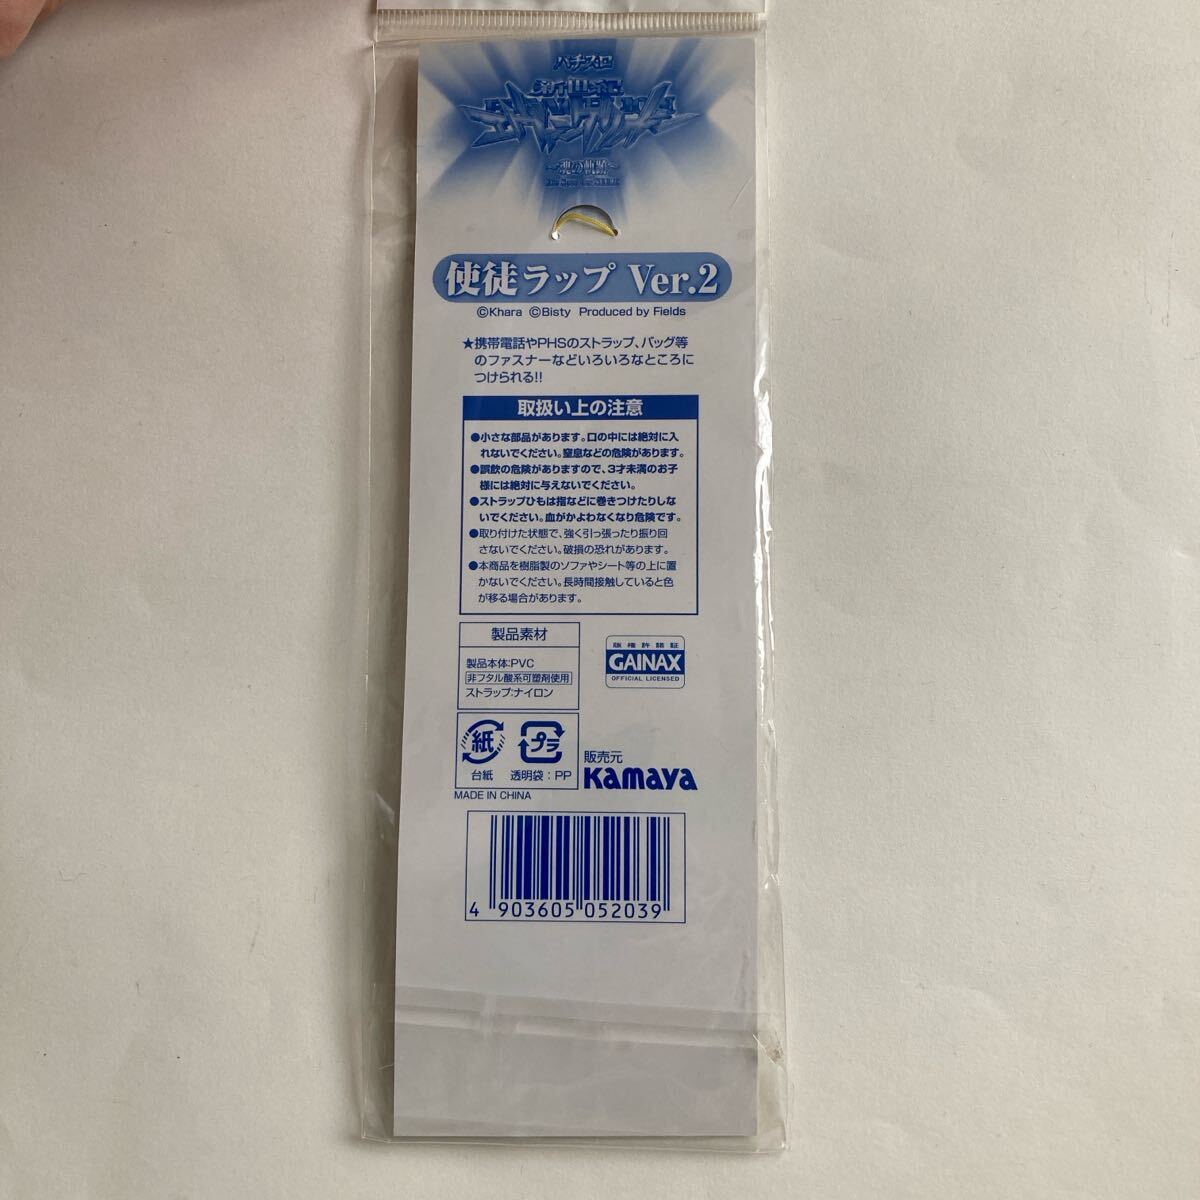 パチスロ
新世紀
エヴァンゲリオン
～魂の軌跡～
使徒ラップ Ver.2
©Khara ©Bisty Produced by Fields
★携帯電話やPHSのストラップ、バッグ等
のファスナーなどいろいろなところに
つけられる!!
取扱い上の注意
●小さな部品があります。口の中には絶対に入
れないでください。窒息などの危険があります。
●誤飲の危険がありますので、3才未満のお子
様には絶対に与えないでください。
●ストラップひもは指などに巻きつけたりしな
いでください。血がかよわなくなり危険です。
●取り付けた状態で、強く引っ張ったり振り回
さないでください。破損の恐れがあります。
●本商品を樹脂製のソファやシート等の上に置
かないでください。長時間接触していると色
が移る場合があります。
製品素材
製品本体:PVC
非フタル酸系可塑剤使用
ストラップ:ナイロン
版権許諾証
GAINAX
OFFICIAL LICENSED
紙
プラ
台紙 透明袋:PP
販売元
Kamaya
MADE IN CHINA
4 903605 052039